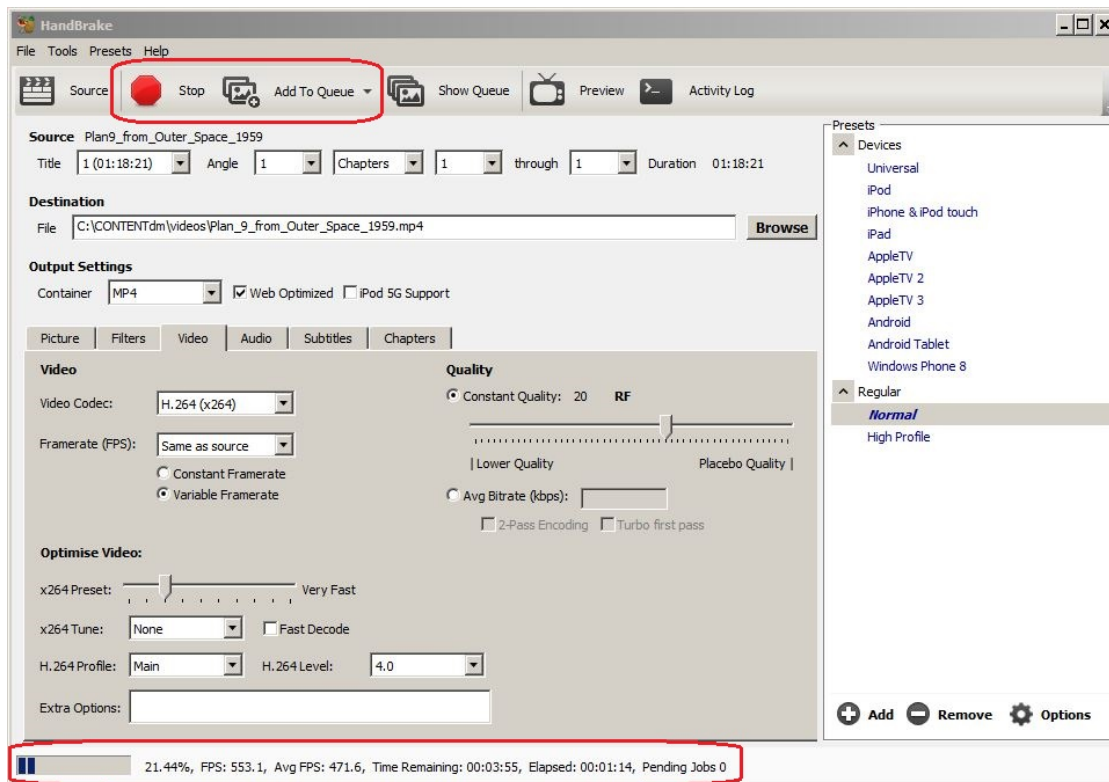 HandBrake
File Tools Presets Help
Source Stop Add To Queue Show Queue Preview Activity Log
Source Plan9_from_Outer_Space_1959
Title 1 (01:18:21) Angle 1 Chapters 1 through 1 Duration 01:18:21
Destination
File C:\CONTENTdm\videos\Plan_9_from_Outer_Space_1959.mp4 Browse
Output Settings
Container MP4 Web Optimized iPod 5G Support
Picture Filters Video Audio Subtitles Chapters
Video
Video Codec: H.264 (x264)
Framerate (FPS): Same as source
Constant Framerate
Variable Framerate
Quality
Constant Quality: 20 RF
|Lower Quality Placebo Quality |
Avg Bitrate (kbps):
2-Pass Encoding Turbo first pass
Optimise Video:
x264 Preset: Very Fast
x264 Tune: None Fast Decode
H.264 Profile: Main H.264 Level: 4.0
Extra Options:
Presets
Devices
Universal
iPod
iPhone & iPod touch
iPad
AppleTV
AppleTV 2
AppleTV 3
Android
Android Tablet
Windows Phone 8
Regular
Normal
High Profile
Add Remove Options
21.44%, FPS: 553.1, Avg FPS: 471.6, Time Remaining: 00:03:55, Elapsed: 00:01:14, Pending Jobs 0